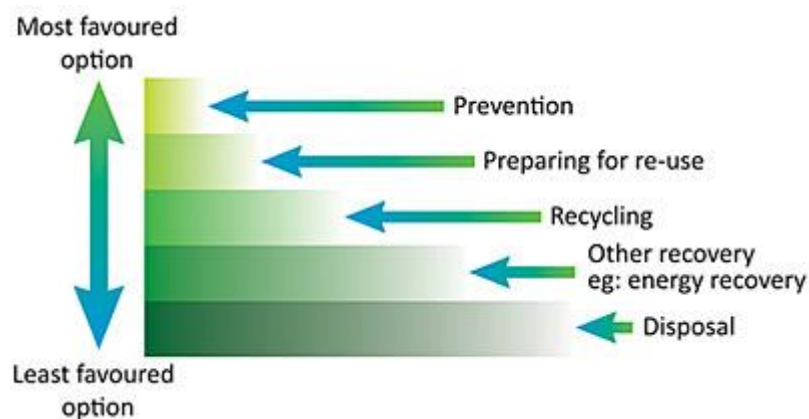 Most favoured
option
Prevention
Preparing for re-use
Recycling
Other recovery
eg: energy recovery
Disposal
Least favoured
option